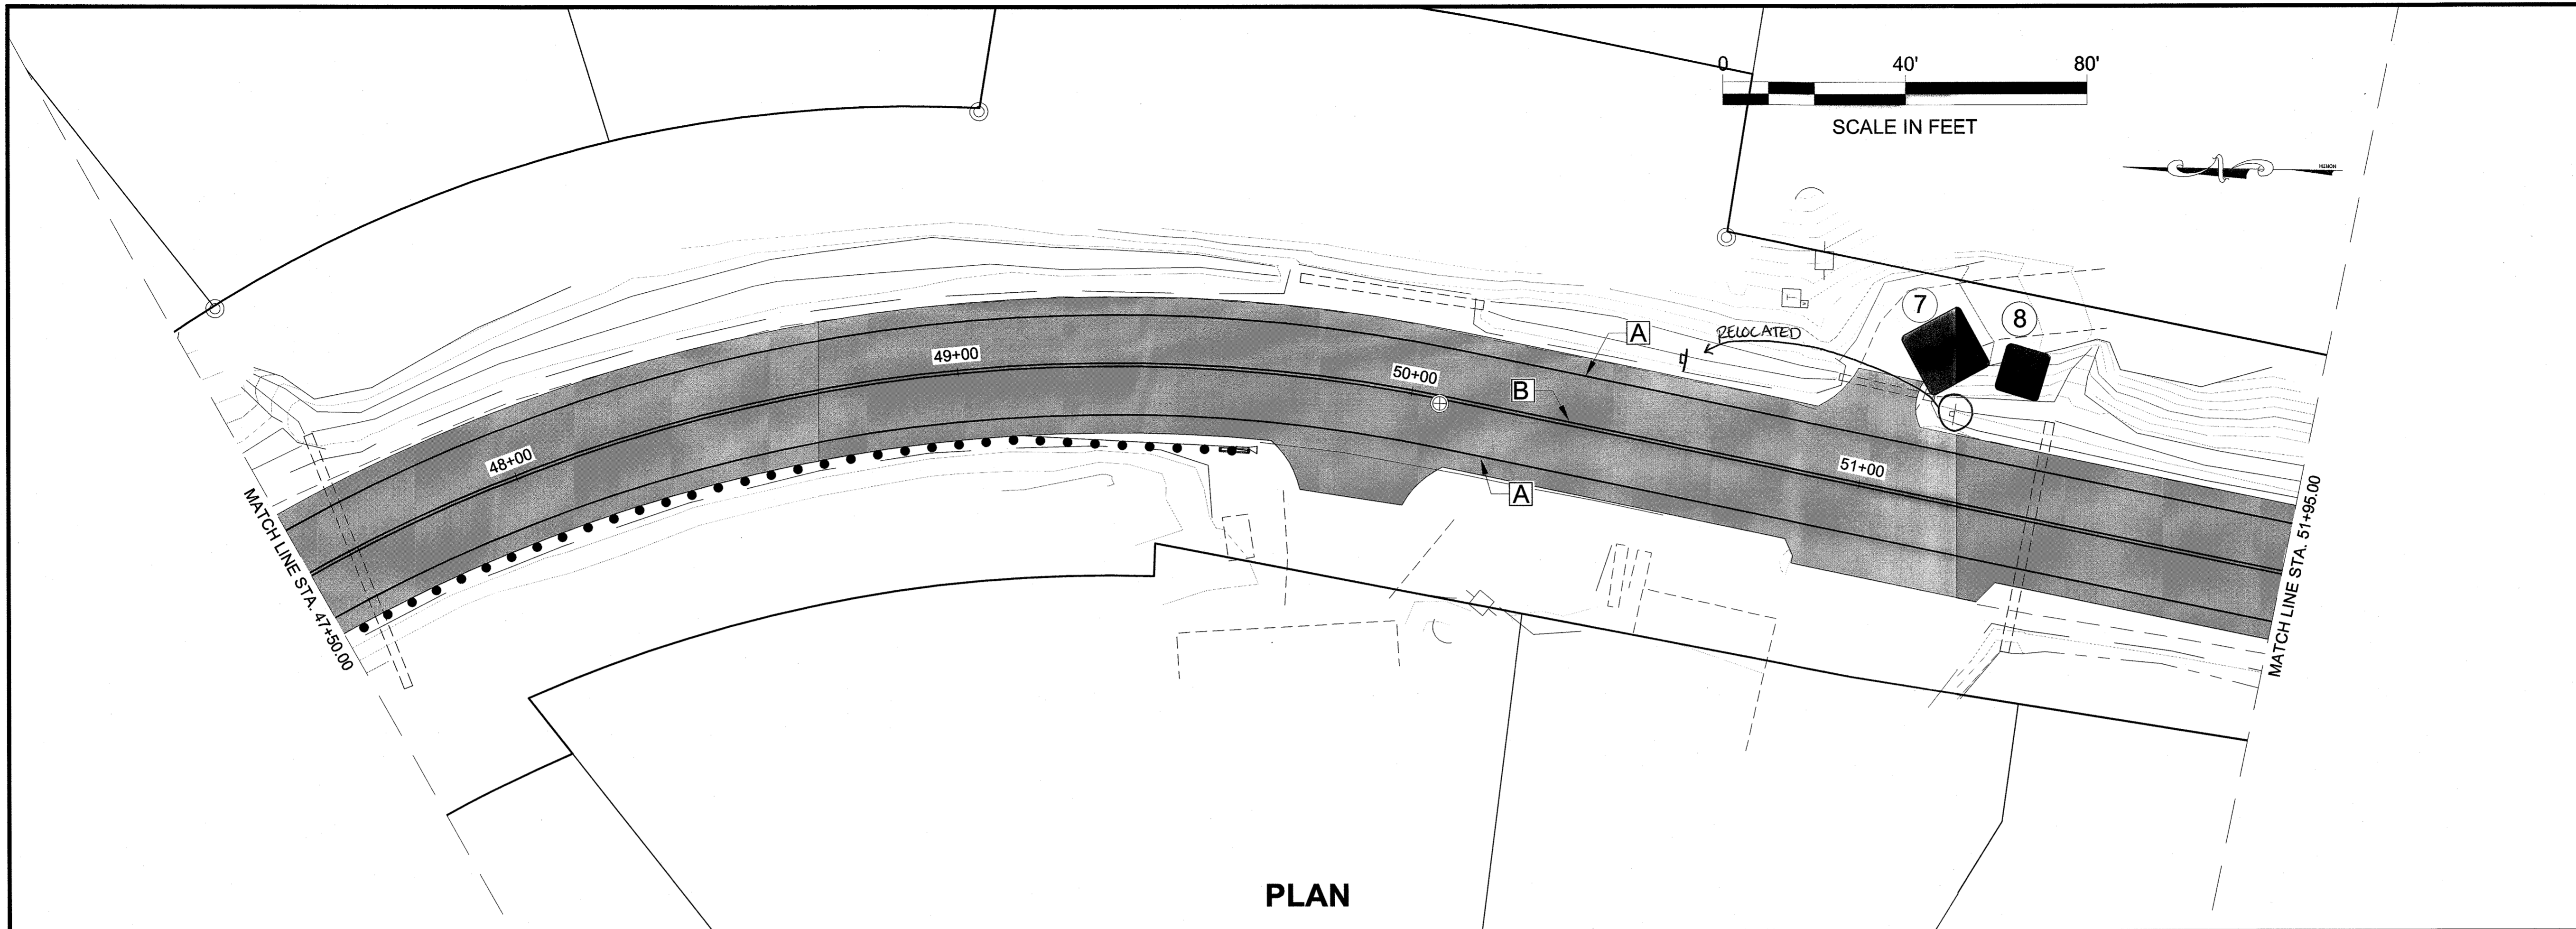 0 40' 80'
SCALE IN FEET
NORTH
7
8
RELOCATED
A
49+00
50+00
B
48+00
51+00
A
MATCH LINE STA. 47+50.00
MATCH LINE STA. 51+95.00
PLAN